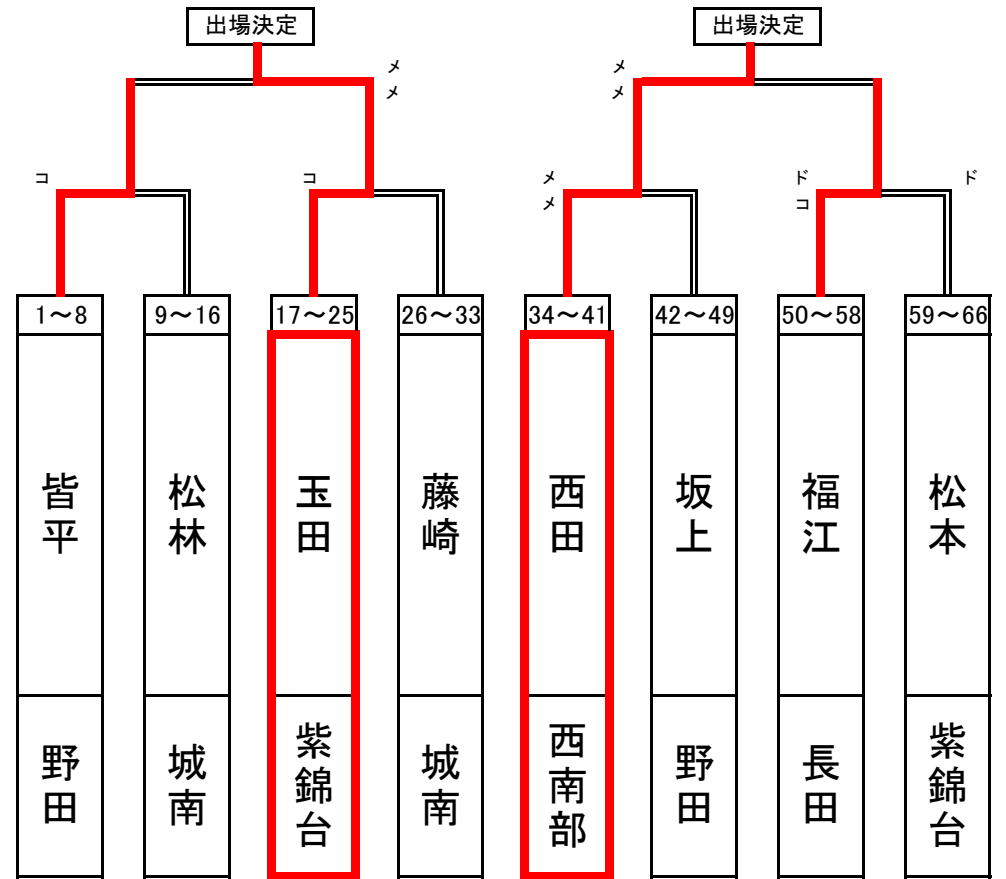 出場決定
出場決定
メ
メ
メ
メ
コ
コ
メ
メ
ド
コ
ド
1～8
9～16
17～25
26～33
34～41
42～49
50～58
59～66
皆平
松林
玉田
藤崎
西田
坂上
福江
松本
野田
城南
紫錦台
城南
西南部
野田
長田
紫錦台